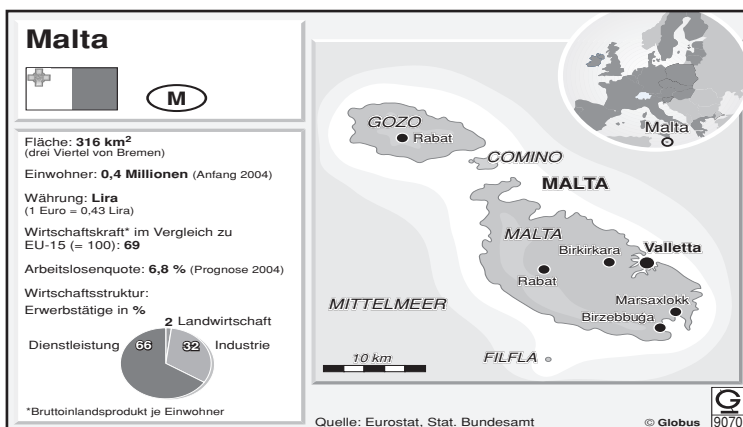 Malta
M
Fläche: 316 km²
(drei Viertel von Bremen)
Einwohner: 0,4 Millionen (Anfang 2004)
Währung: Lira
(1 Euro = 0,43 Lira)
Wirtschaftskraft* im Vergleich zu
EU-15 (= 100): 69
Arbeitslosenquote: 6,8 % (Prognose 2004)
Wirtschaftsstruktur:
Erwerbstätige in %
2 Landwirtschaft
Dienstleistung 66 32 Industrie
*Bruttoinlandsprodukt je Einwohner
Malta
GOZO
Rabat
COMINO
MALTA
MALTA
Birkirkara
Valletta
Rabat
Marsaxlokk
Birzebbuġa
MITTELMEER
FILFLA
10 km
Quelle: Eurostat, Stat. Bundesamt
© Globus
G
9070